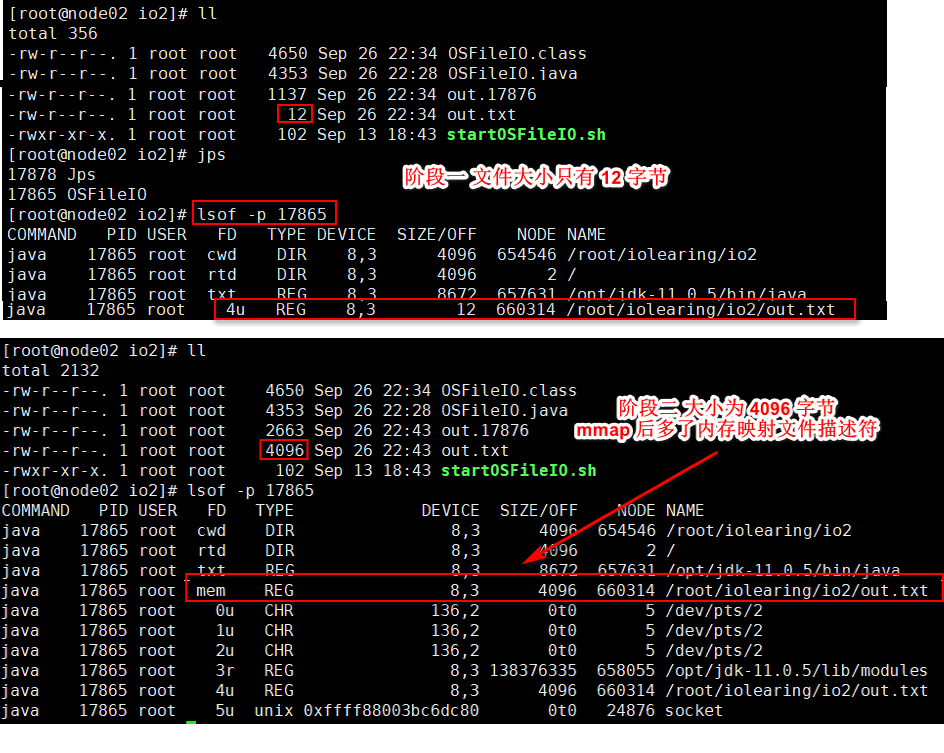 [root@node02 io2]# ll
total 356
-rw-r--r--. 1 root root   4650 Sep 26 22:34 OSFileIO.class
-rw-r--r--. 1 root root   4353 Sep 26 22:28 OSFileIO.java
-rw-r--r--. 1 root root   1137 Sep 26 22:34 out.17876
-rw-r--r--. 1 root root     12 Sep 26 22:34 out.txt
-rwxr-xr-x. 1 root root    102 Sep 13 18:43 startOSFileIO.sh
[root@node02 io2]# jps
17878 Jps
17865 OSFileIO
阶段一 文件大小只有 12 字节
[root@node02 io2]# lsof -p 17865
COMMAND   PID USER   FD   TYPE DEVICE  SIZE/OFF    NODE NAME
java    17865 root  cwd    DIR    8,3      4096  654546 /root/iolearing/io2
java    17865 root  rtd    DIR    8,3      4096       2 /
java    17865 root  txt    REG    8,3      8672  657631 /opt/jdk-11.0.5/bin/java
java    17865 root    4u   REG    8,3        12  660314 /root/iolearing/io2/out.txt
[root@node02 io2]# ll
total 2132
-rw-r--r--. 1 root root    4650 Sep 26 22:34 OSFileIO.class
-rw-r--r--. 1 root root    4353 Sep 26 22:28 OSFileIO.java
-rw-r--r--. 1 root root    2663 Sep 26 22:43 out.17876
-rw-r--r--. 1 root root    4096 Sep 26 22:43 out.txt
-rwxr-xr-x. 1 root root     102 Sep 13 18:43 startOSFileIO.sh
阶段二 大小为 4096 字节
mmap 后多了内存映射文件描述符
[root@node02 io2]# lsof -p 17865
COMMAND   PID USER   FD   TYPE             DEVICE  SIZE/OFF   NODE NAME
java    17865 root  cwd    DIR                8,3      4096 654546 /root/iolearing/io2
java    17865 root  rtd    DIR                8,3      4096      2 /
java    17865 root  txt    REG                8,3      8672 657631 /opt/jdk-11.0.5/bin/java
java    17865 root  mem    REG                8,3      4096 660314 /root/iolearing/io2/out.txt
java    17865 root    0u   CHR              136,2       0t0      5 /dev/pts/2
java    17865 root    1u   CHR              136,2       0t0      5 /dev/pts/2
java    17865 root    2u   CHR              136,2       0t0      5 /dev/pts/2
java    17865 root    3r   REG                8,3 138376335 658055 /opt/jdk-11.0.5/lib/modules
java    17865 root    4u   REG                8,3      4096 660314 /root/iolearing/io2/out.txt
java    17865 root    5u  unix 0xffff88003bc6dc80       0t0  24876 socket